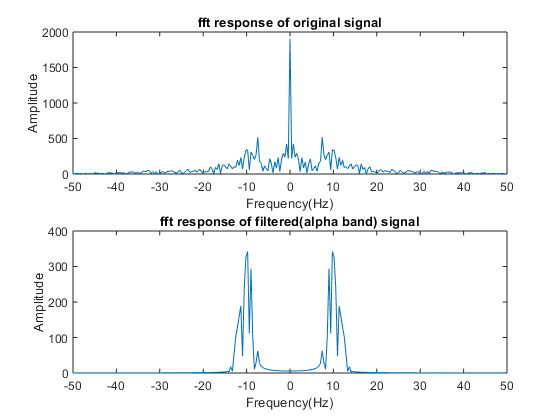 fft response of original signal
2000
1500
1000
500
0
Amplitude
-50 -40 -30 -20 -10 0 10 20 30 40 50
Frequency(Hz)
fft response of filtered(alpha band) signal
400
300
200
100
0
Amplitude
-50 -40 -30 -20 -10 0 10 20 30 40 50
Frequency(Hz)